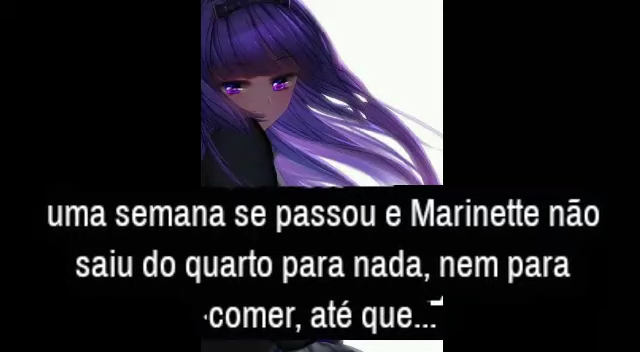 uma semana se passou e Marinette não
saiu do quarto para nada, nem para
comer, até que...